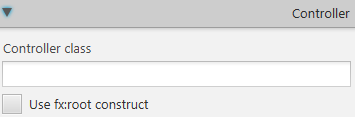 Controller
Controller class
Use fx:root construct